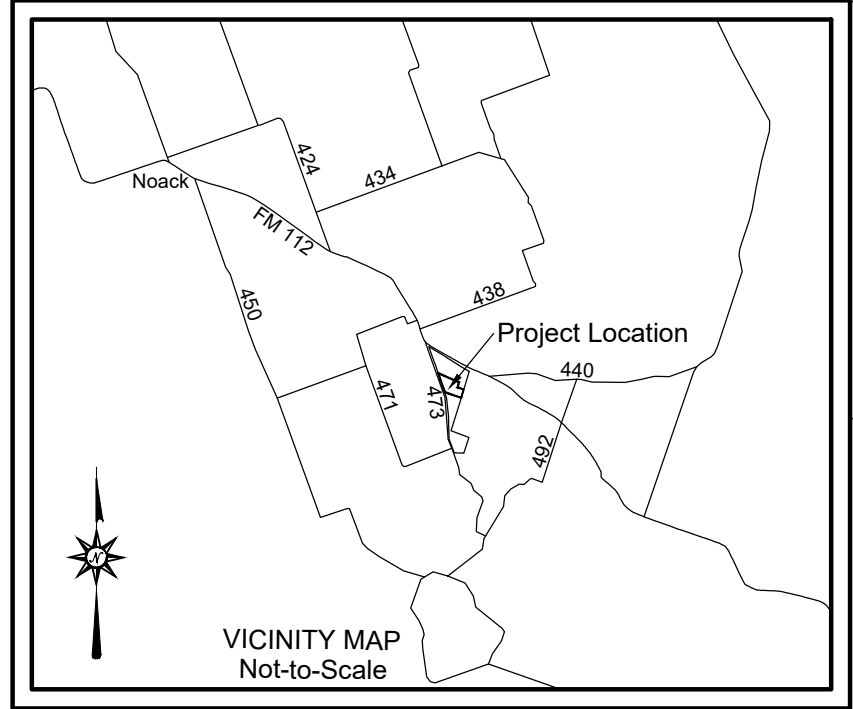 424
434
Noack
FM 112
450
438
Project Location
440
471
473
492
N
VICINITY MAP
Not-to-Scale